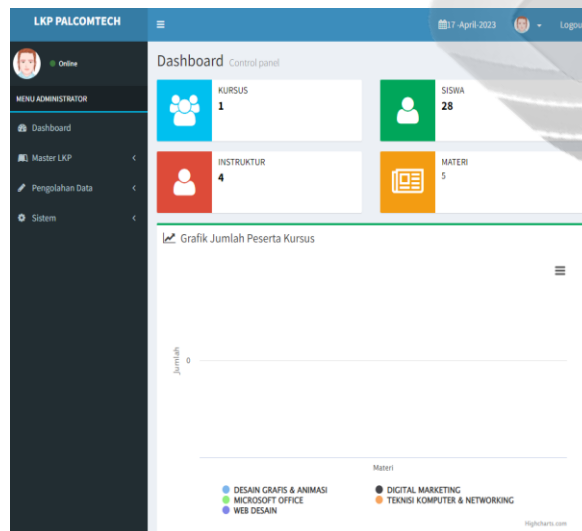 LKP PALCOMTECH
17 -April-2023
Logou
Online
MENU ADMINISTRATOR
Dashboard
Master LKP
Pengolahan Data
Sistem
Dashboard Control panel
KURSUS
1
SISWA
28
INSTRUKTUR
4
MATERI
5
Grafik Jumlah Peserta Kursus
Jumlah
0
Materi
DESAIN GRAFIS & ANIMASI
DIGITAL MARKETING
MICROSOFT OFFICE
TEKNISI KOMPUTER & NETWORKING
WEB DESAIN
Highcharts.com